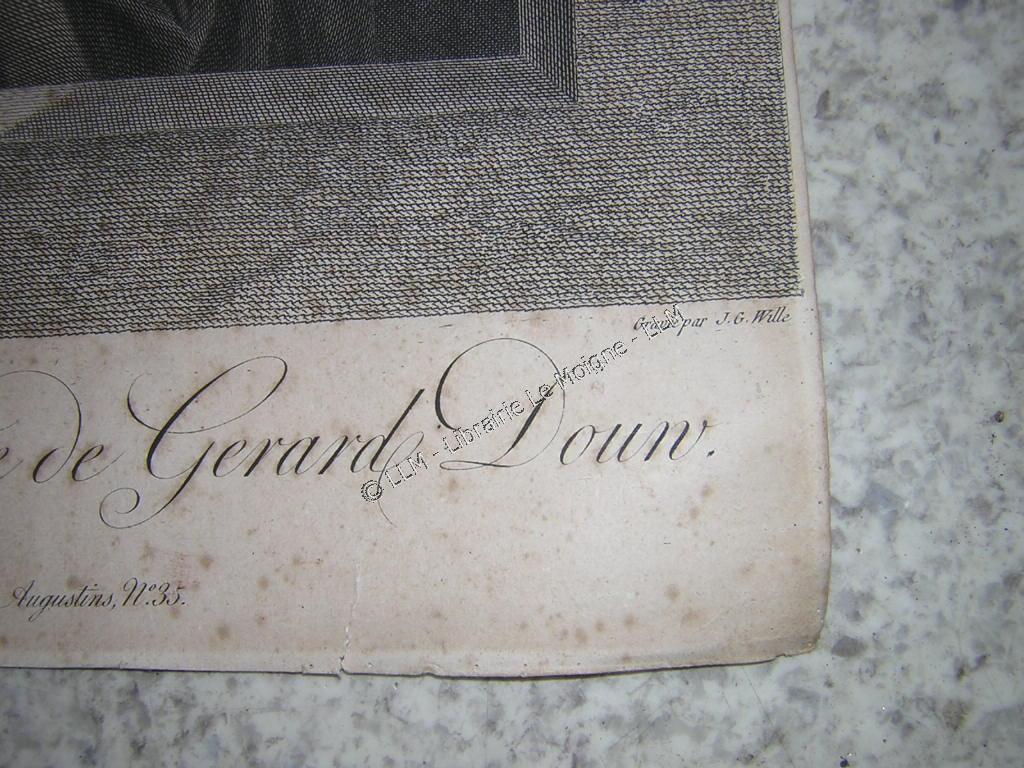 Gravé par J. G. Wille
de Gerard Douw.
Augustins, N.º 35.
© LLM - Librairie Le Moigne - LLM